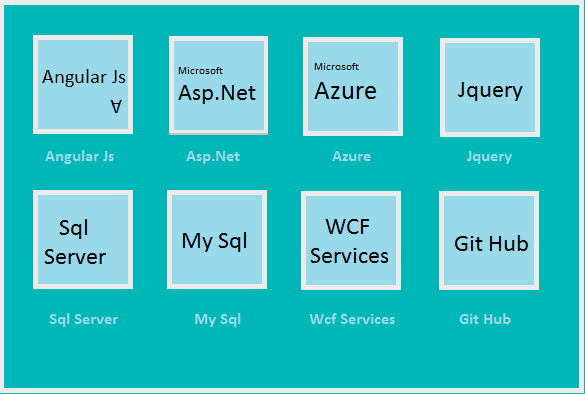 Angular Js
∀
Microsoft
Asp.Net
Microsoft
Azure
Jquery
Angular Js
Asp.Net
Azure
Jquery
Sql
Server
My Sql
WCF
Services
Git Hub
Sql Server
My Sql
Wcf Services
Git Hub